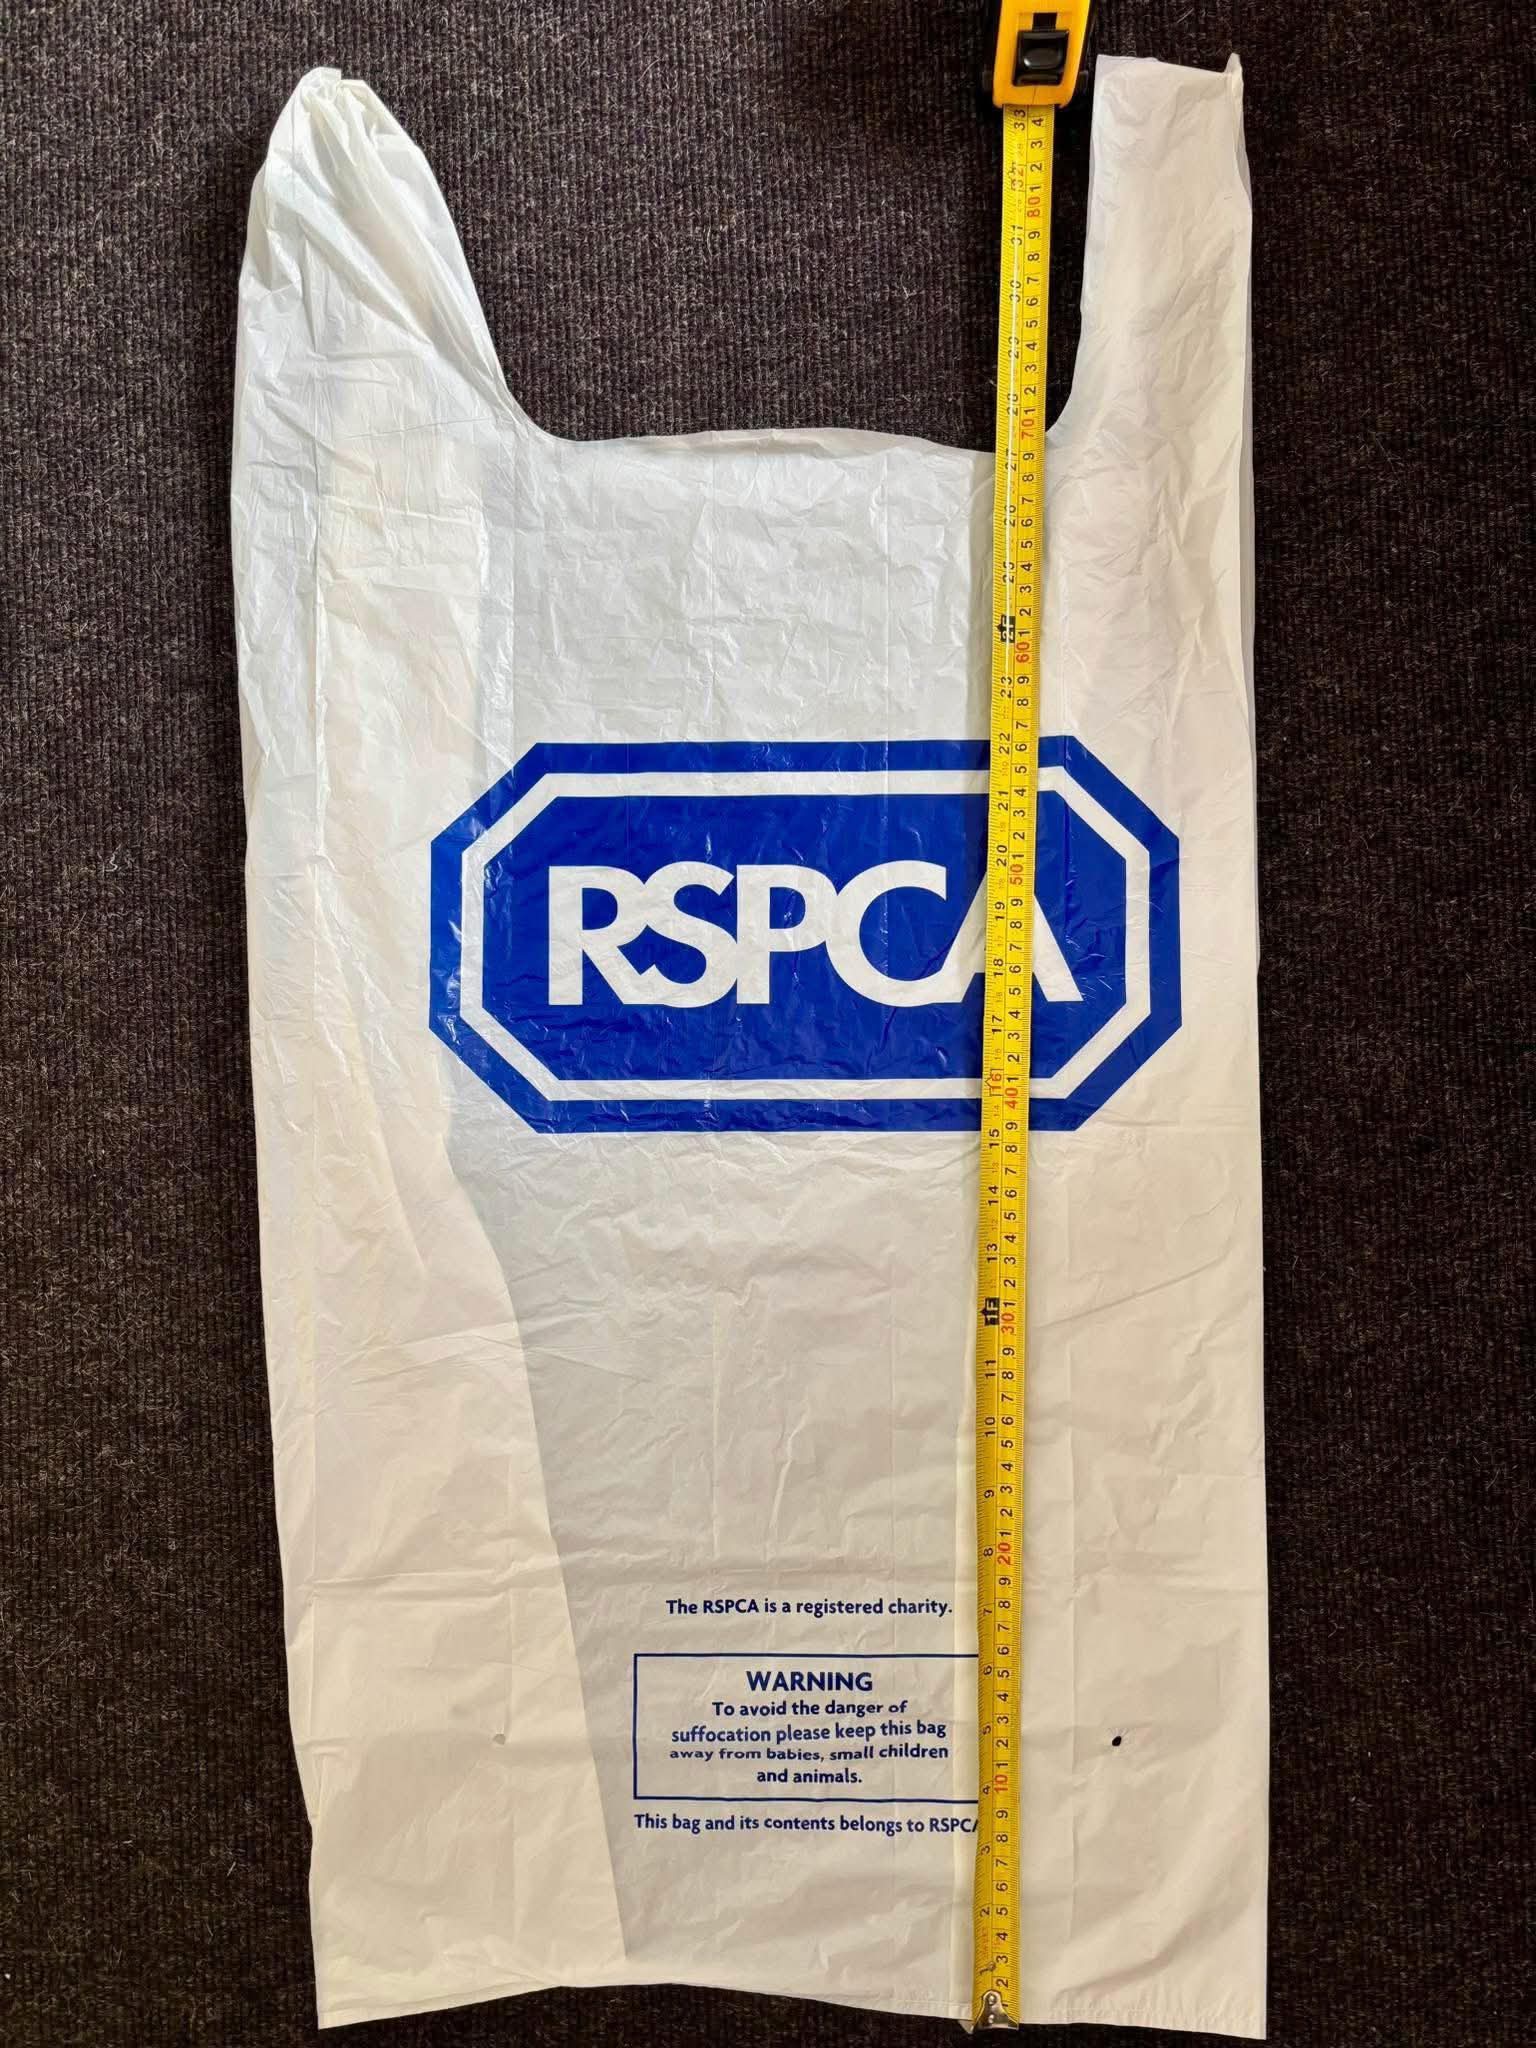 RSPCA
The RSPCA is a registered charity.
WARNING
To avoid the danger of
suffocation please keep this bag
away from babies, small children
and animals.
This bag and its contents belongs to RSPCA